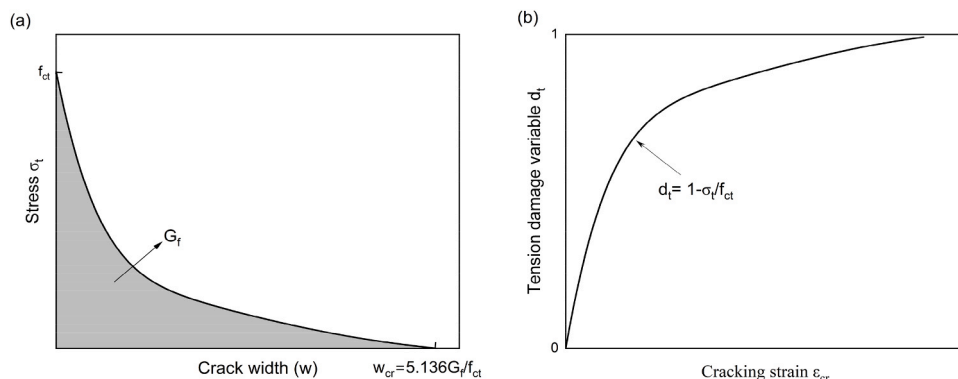 (a)
f_ct
Stress σ_t
G_f
Crack width (w)
w_cr=5.136G_f/f_ct
(b)
1
Tension damage variable d_t
d_t= 1-σ_t/f_ct
0
Cracking strain ε_cr